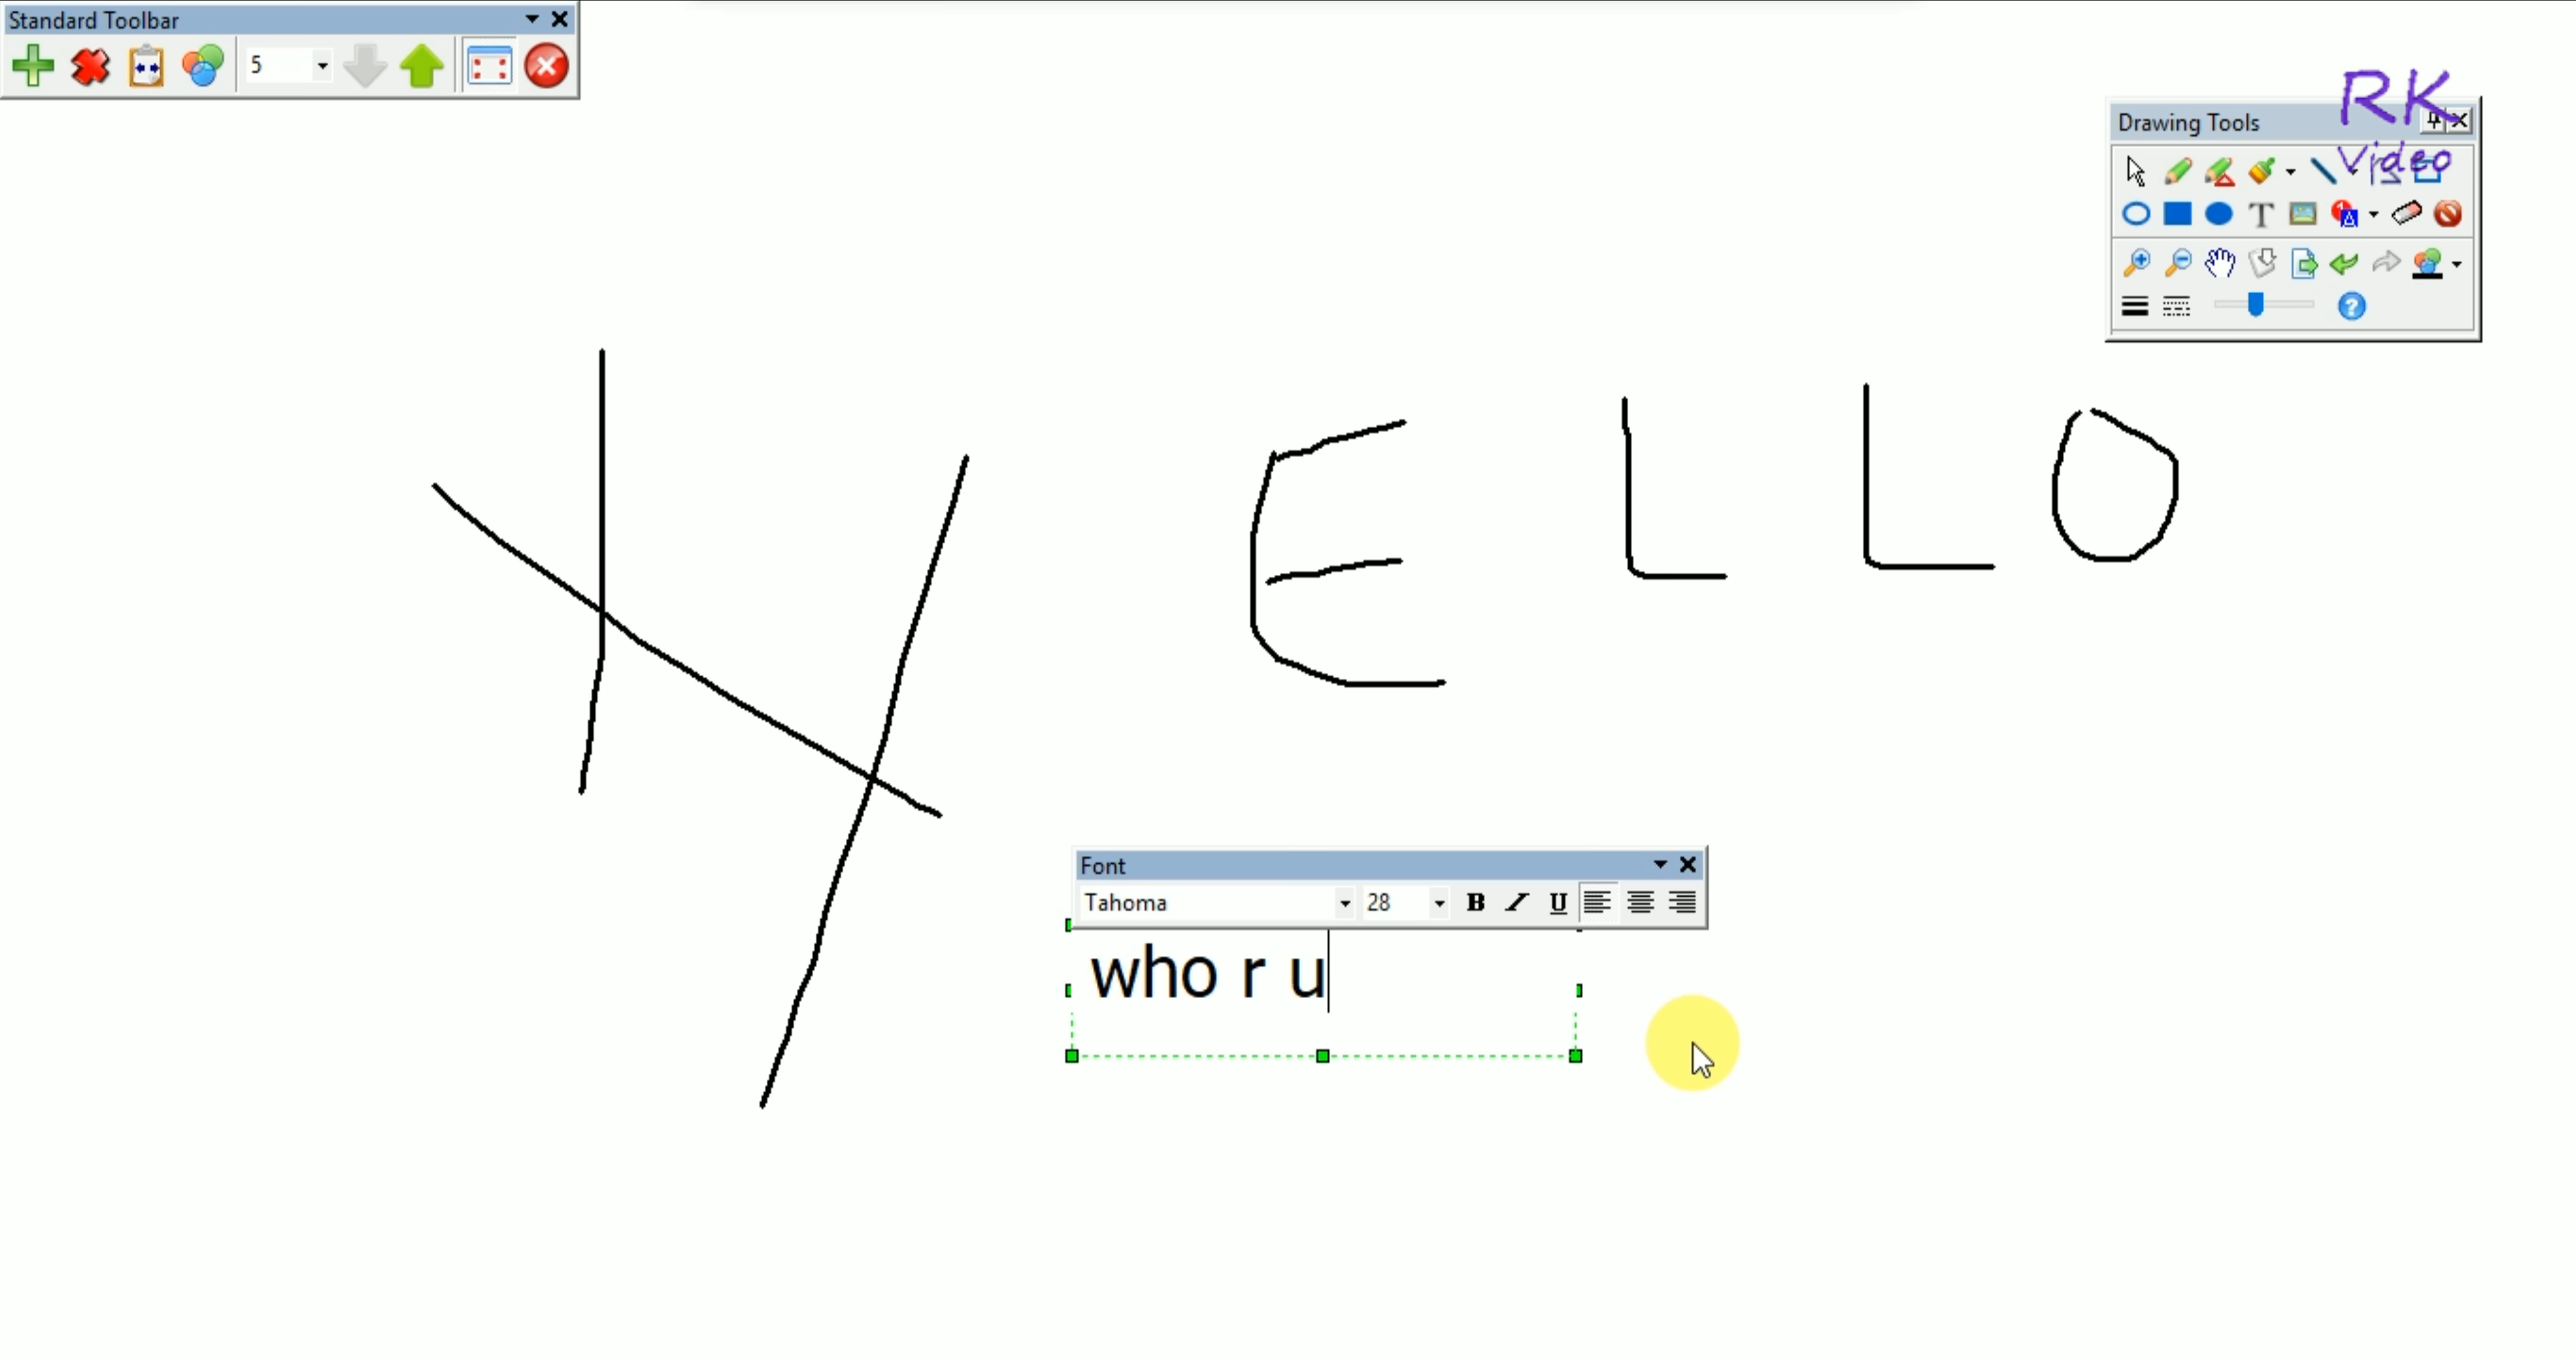 Standard Toolbar
5
RK
Drawing Tools
Video
HELLO
Font
Tahoma
28
B I U
who r u